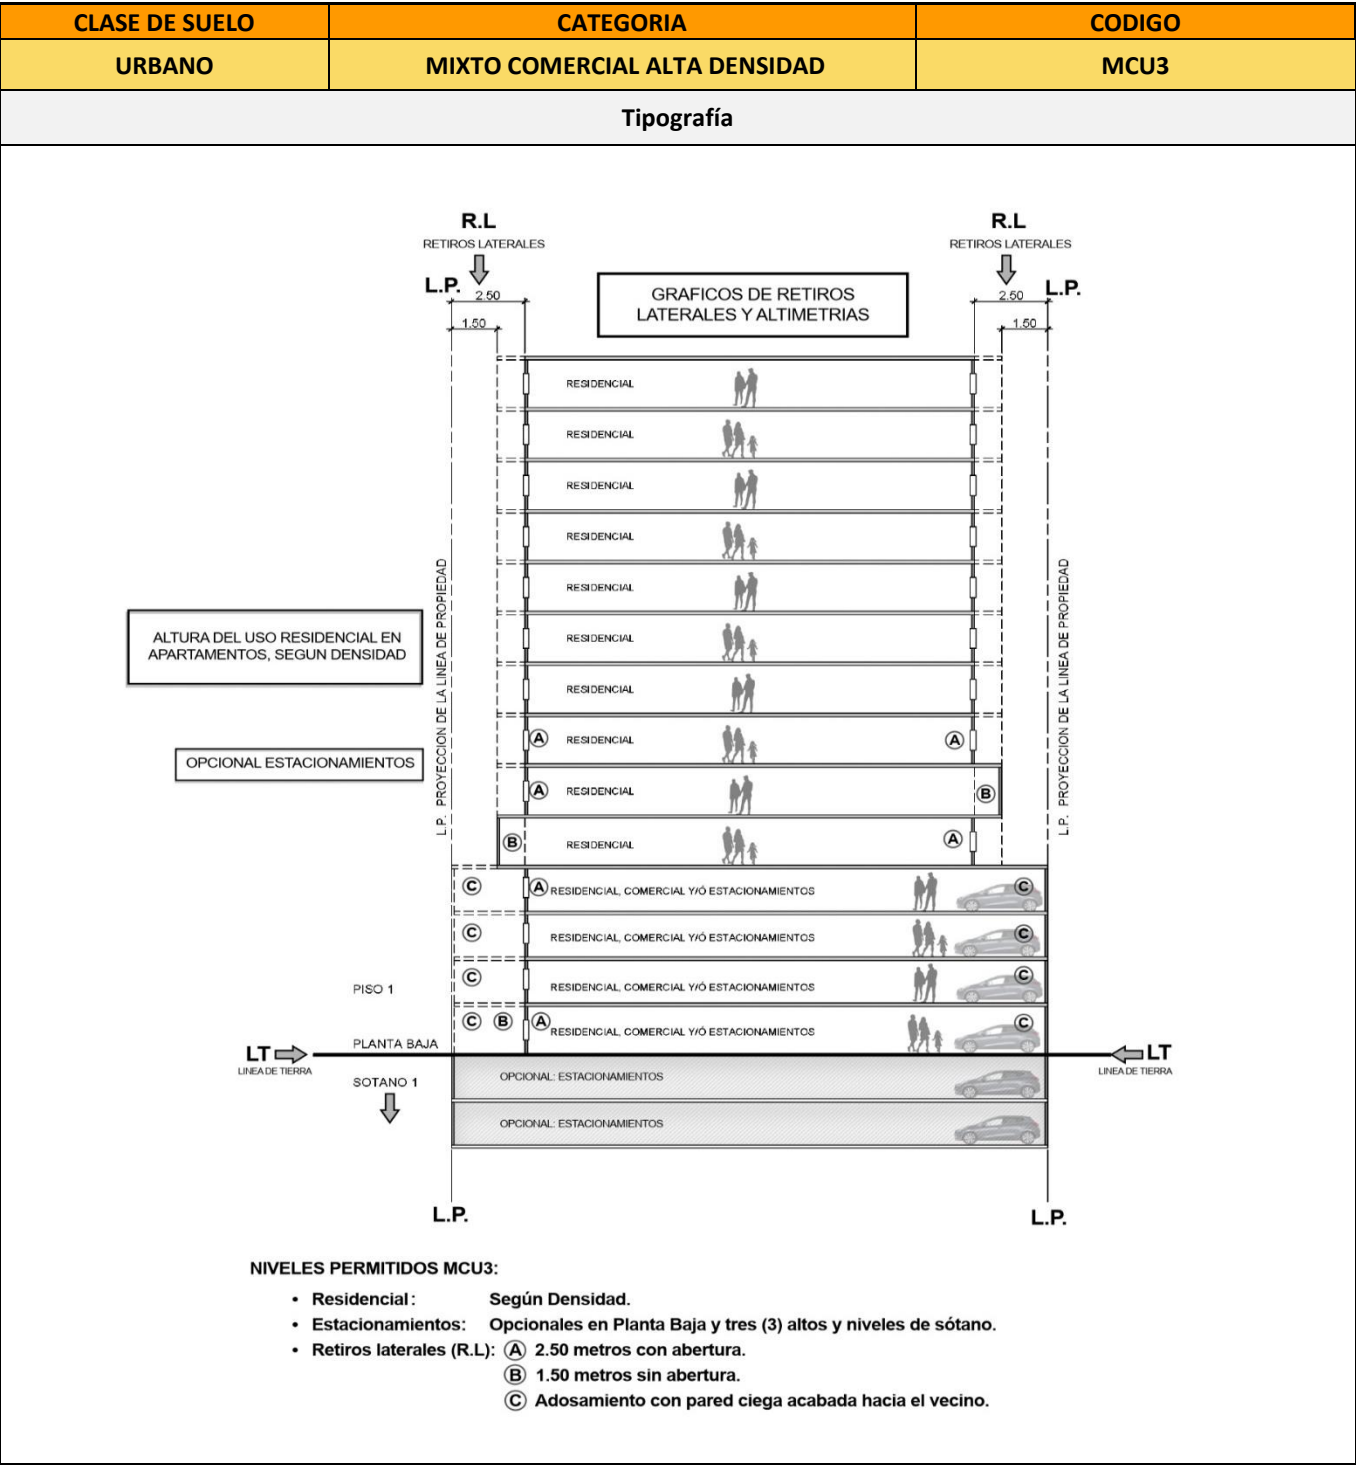 CLASE DE SUELO CATEGORIA CODIGO
URBANO MIXTO COMERCIAL ALTA DENSIDAD MCU3
Tipografía
R.L R.L
RETIROS LATERALES RETIROS LATERALES
L.P. L.P.
2.50 2.50
1.50 1.50
GRAFICOS DE RETIROS
LATERALES Y ALTIMETRIAS
RESIDENCIAL
RESIDENCIAL
RESIDENCIAL
RESIDENCIAL
RESIDENCIAL
RESIDENCIAL
RESIDENCIAL
A RESIDENCIAL A
A RESIDENCIAL B
B RESIDENCIAL A
ALTURA DEL USO RESIDENCIAL EN
APARTAMENTOS, SEGUN DENSIDAD
OPCIONAL ESTACIONAMIENTOS
L.P. PROYECCION DE LA LINEA DE PROPIEDAD
L.P. PROYECCION DE LA LINEA DE PROPIEDAD
C A RESIDENCIAL, COMERCIAL Y/Ó ESTACIONAMIENTOS C
C RESIDENCIAL, COMERCIAL Y/Ó ESTACIONAMIENTOS C
PISO 1 C RESIDENCIAL, COMERCIAL Y/Ó ESTACIONAMIENTOS C
PLANTA BAJA C B A RESIDENCIAL, COMERCIAL Y/Ó ESTACIONAMIENTOS C
LT LT
LINEA DE TIERRA LINEA DE TIERRA
SOTANO 1 OPCIONAL: ESTACIONAMIENTOS
OPCIONAL: ESTACIONAMIENTOS
L.P. L.P.
NIVELES PERMITIDOS MCU3:
• Residencial: Según Densidad.
• Estacionamientos: Opcionales en Planta Baja y tres (3) altos y niveles de sótano.
• Retiros laterales (R.L): A 2.50 metros con abertura.
B 1.50 metros sin abertura.
C Adosamiento con pared ciega acabada hacia el vecino.